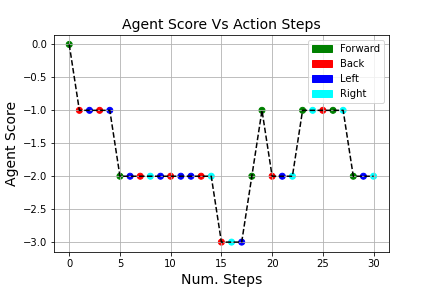 Agent Score Vs Action Steps
0.0
−0.5
−1.0
−1.5
−2.0
−2.5
−3.0
Agent Score
Forward
Back
Left
Right
0 5 10 15 20 25 30
Num. Steps